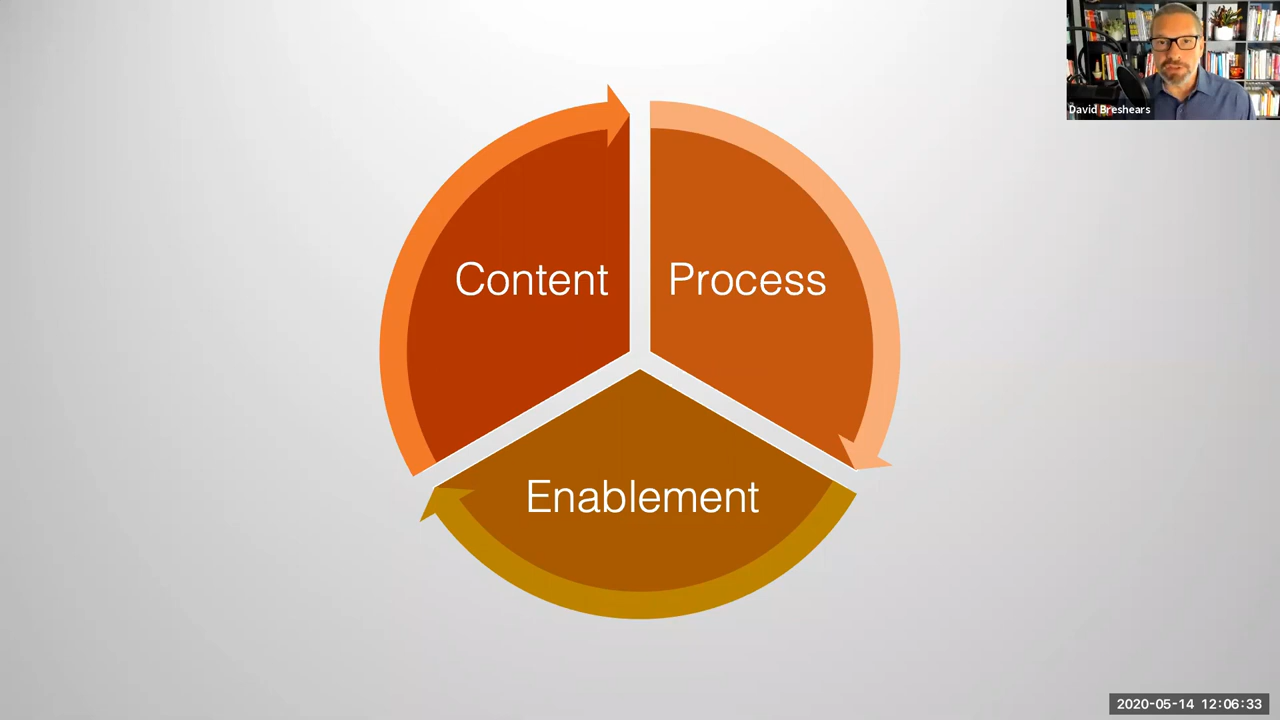 David Breshears
Content
Process
Enablement
2020-05-14 12:06:33